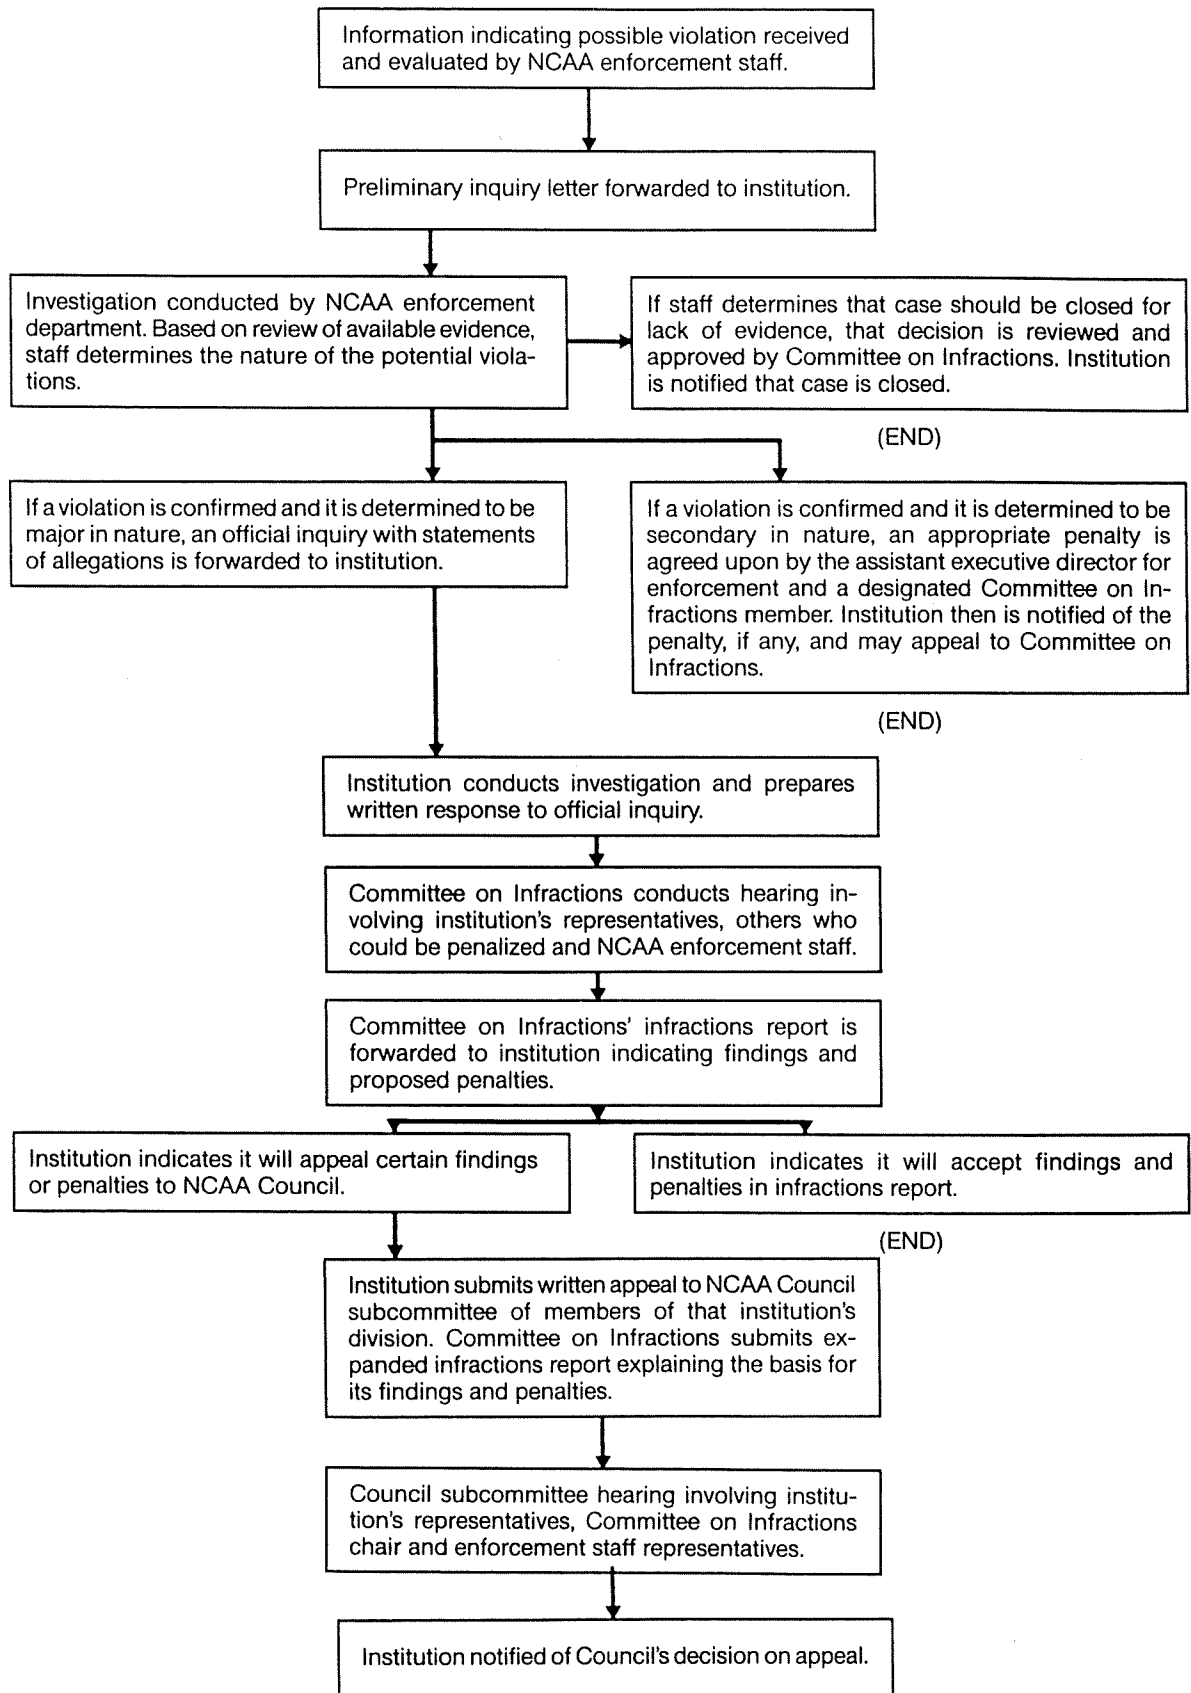 Information indicating possible violation received
and evaluated by NCAA enforcement staff.
Preliminary inquiry letter forwarded to institution.
Investigation conducted by NCAA enforcement
department. Based on review of available evidence,
staff determines the nature of the potential viola-
tions.
If staff determines that case should be closed for
lack of evidence, that decision is reviewed and
approved by Committee on Infractions. Institution
is notified that case is closed.
(END)
If a violation is confirmed and it is determined to be
major in nature, an official inquiry with statements
of allegations is forwarded to institution.
If a violation is confirmed and it is determined to be
secondary in nature, an appropriate penalty is
agreed upon by the assistant executive director for
enforcement and a designated Committee on In-
fractions member. Institution then is notified of the
penalty, if any, and may appeal to Committee on
Infractions.
(END)
Institution conducts investigation and prepares
written response to official inquiry.
Committee on Infractions conducts hearing in-
volving institution's representatives, others who
could be penalized and NCAA enforcement staff.
Committee on Infractions' infractions report is
forwarded to institution indicating findings and
proposed penalties.
Institution indicates it will appeal certain findings
or penalties to NCAA Council.
Institution indicates it will accept findings and
penalties in infractions report.
(END)
Institution submits written appeal to NCAA Council
subcommittee of members of that institution's
division. Committee on Infractions submits ex-
panded infractions report explaining the basis for
its findings and penalties.
Council subcommittee hearing involving institu-
tion's representatives, Committee on Infractions
chair and enforcement staff representatives.
Institution notified of Council's decision on appeal.